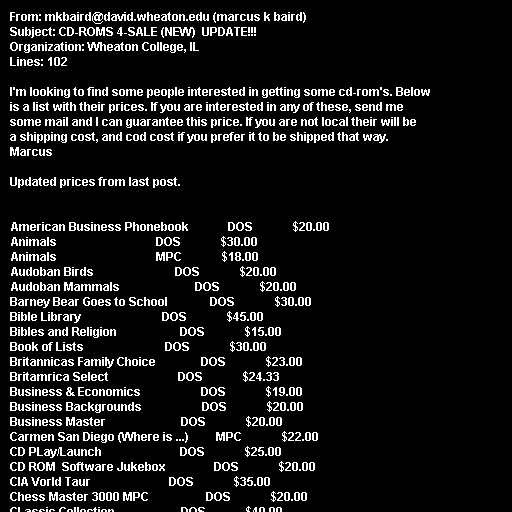 From: mkbaird@david.wheaton.edu (marcus k baird)
Subject: CD-ROMS 4-SALE (NEW)  UPDATE!!!
Organization: Wheaton College, IL
Lines: 102

I'm looking to find some people interested in getting some cd-rom's. Below
is a list with their prices. If you are interested in any of these, send me
some mail and I can guarantee this price. If you are not local their will be
a shipping cost, and cod cost if you prefer it to be shipped that way.
Marcus

Updated prices from last post.

American Business Phonebook DOS $20.00
Animals DOS $30.00
Animals MPC $18.00
Audoban Birds DOS $20.00
Audoban Mammals DOS $20.00
Barney Bear Goes to School DOS $30.00
Bible Library DOS $45.00
Bibles and Religion DOS $15.00
Book of Lists DOS $30.00
Britannicas Family Choice DOS $23.00
Britamrica Select DOS $24.33
Business & Economics DOS $19.00
Business Backgrounds DOS $20.00
Business Master DOS $20.00
Carmen San Diego (Where is ...) MPC $22.00
CD PLay/Launch DOS $25.00
CD ROM  Software Jukebox DOS $20.00
CIA Vorld Taur DOS $35.00
Chess Master 3000 MPC DOS $20.00
CLassic Collection DOS $40.00